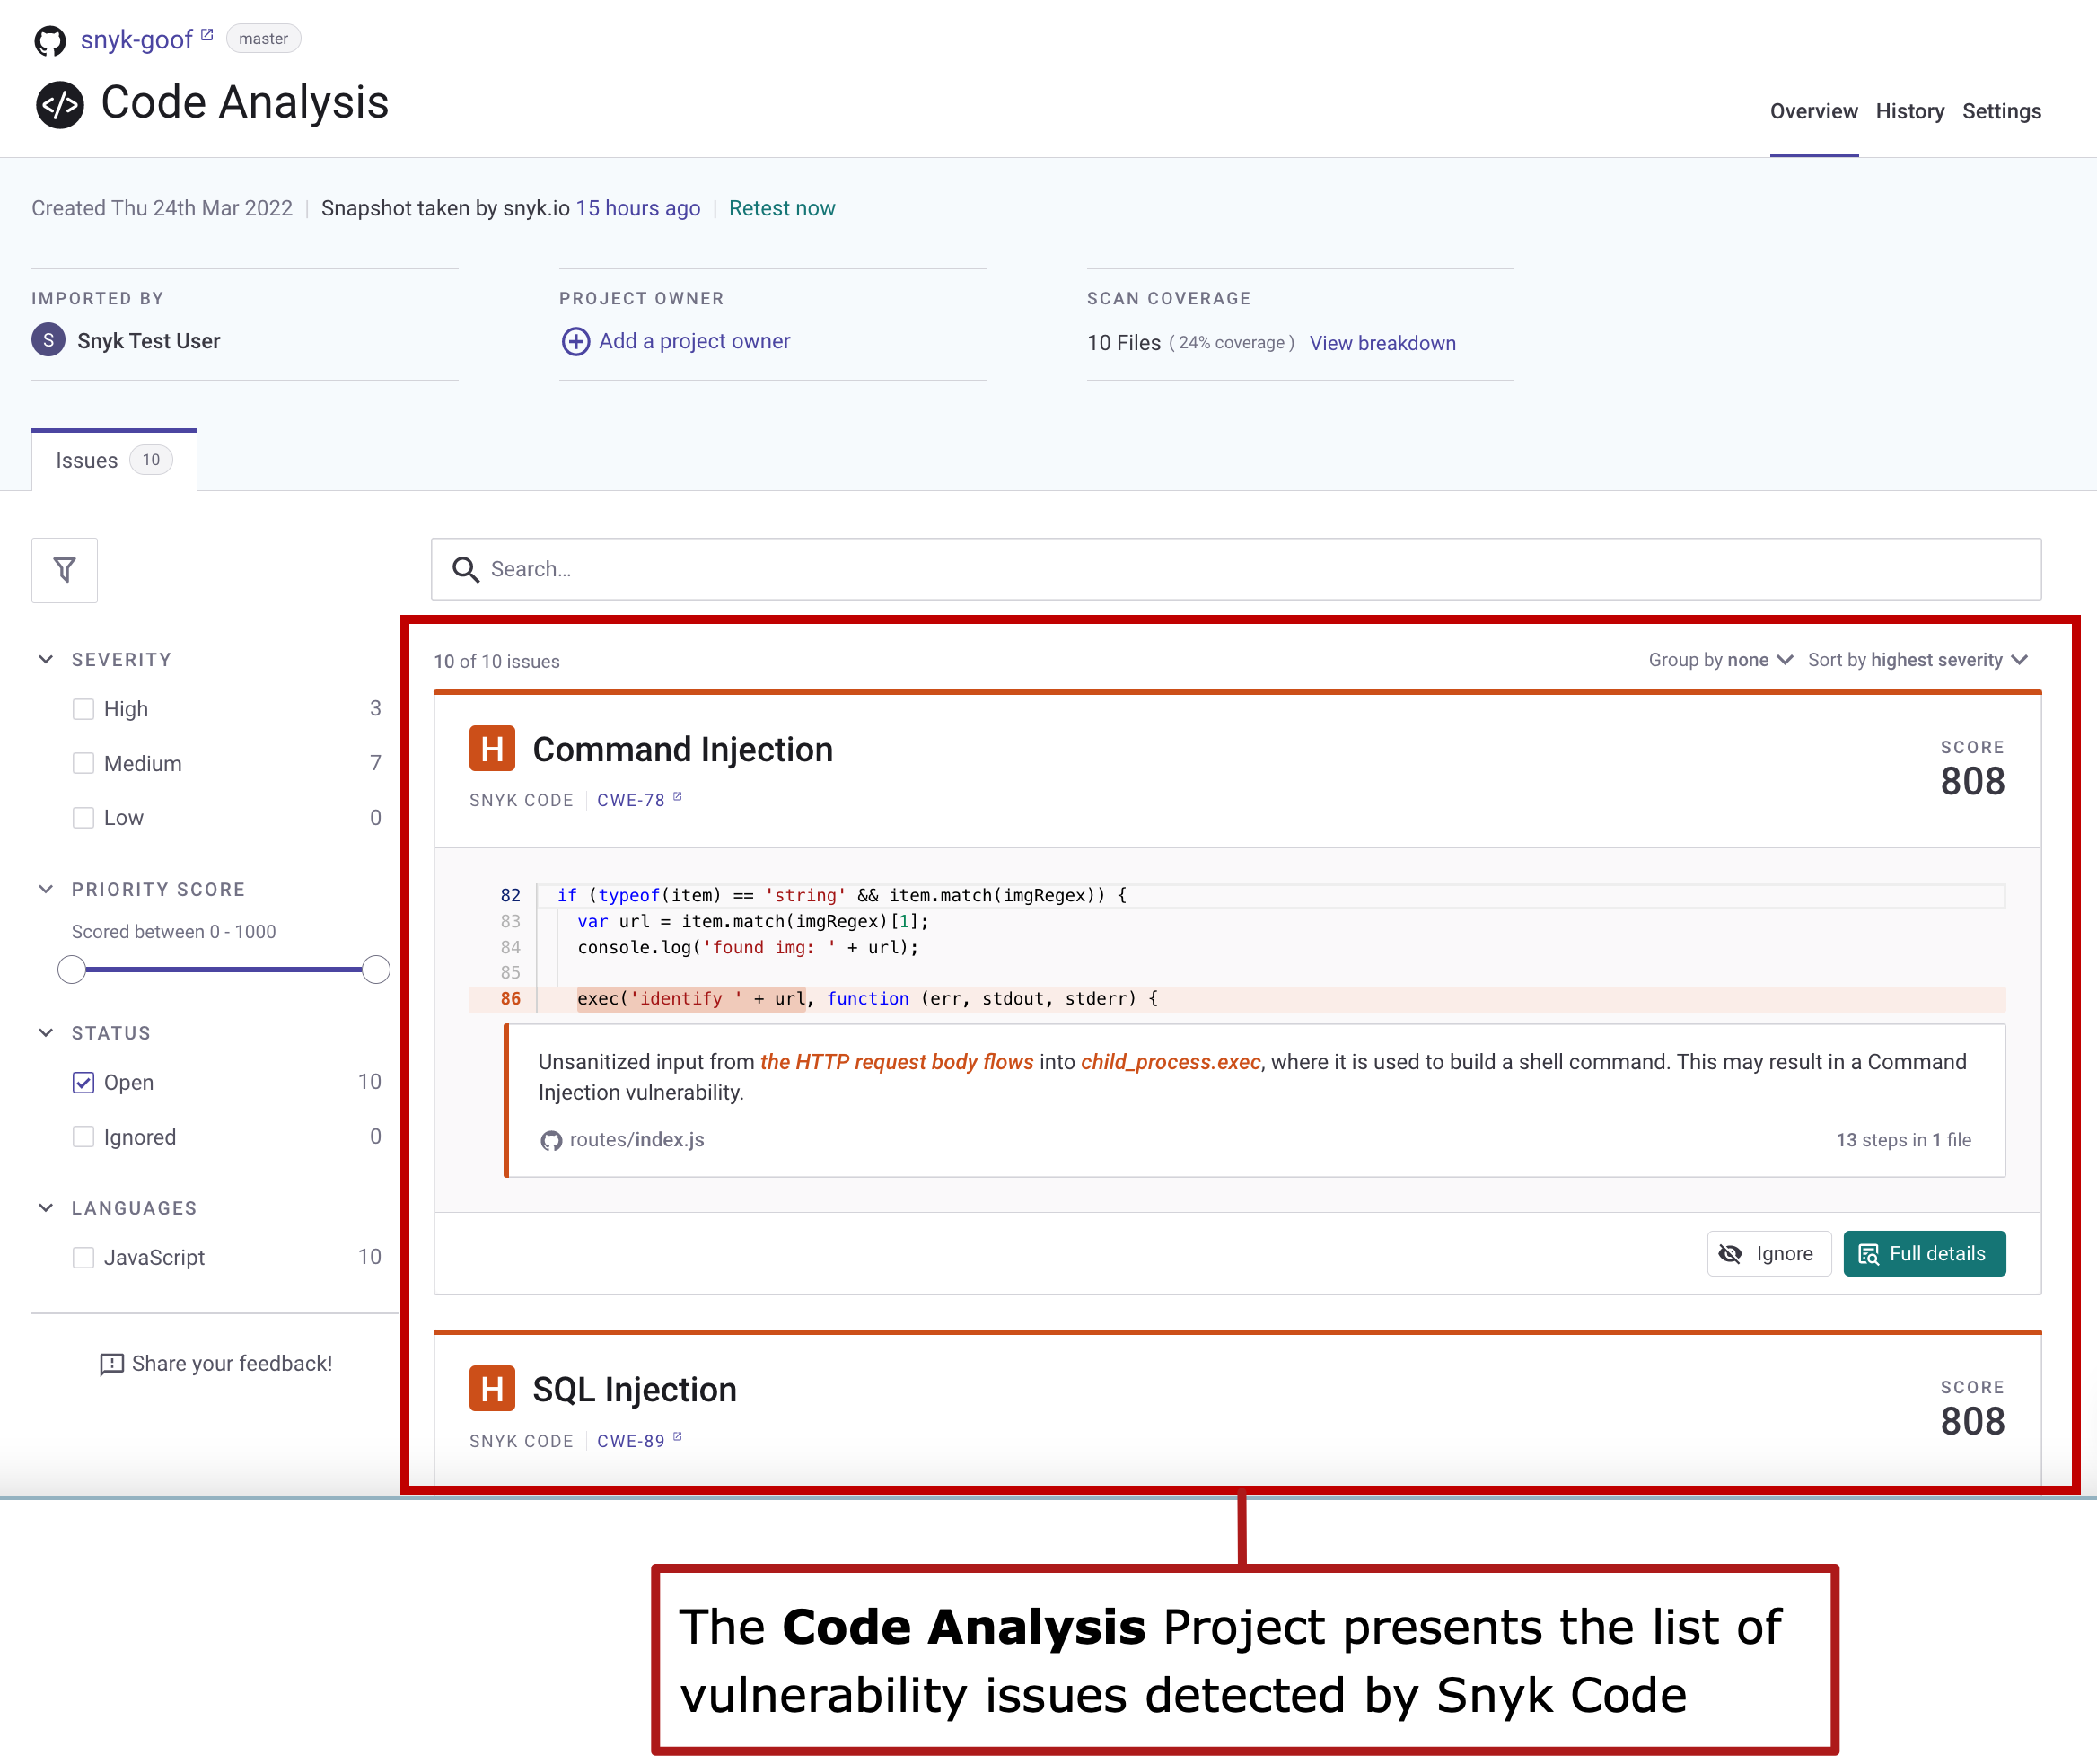 snyk-goof master
Code Analysis
Overview History Settings
Created Thu 24th Mar 2022 | Snapshot taken by snyk.io 15 hours ago | Retest now
IMPORTED BY
S Snyk Test User
PROJECT OWNER
Add a project owner
SCAN COVERAGE
10 Files ( 24% coverage ) View breakdown
Issues 10
Search...
SEVERITY
High 3
Medium 7
Low 0
PRIORITY SCORE
Scored between 0 - 1000
STATUS
Open 10
Ignored 0
LANGUAGES
JavaScript 10
Share your feedback!
10 of 10 issues
Group by none Sort by highest severity
H Command Injection
SNYK CODE | CWE-78
SCORE
808
82 if (typeof(item) == 'string' && item.match(imgRegex)) {
83 var url = item.match(imgRegex)[1];
84 console.log('found img: ' + url);
85
86 exec('identify ' + url, function (err, stdout, stderr) {
Unsanitized input from the HTTP request body flows into child_process.exec, where it is used to build a shell command. This may result in a Command
Injection vulnerability.
routes/index.js
13 steps in 1 file
Ignore
Full details
H SQL Injection
SNYK CODE | CWE-89
SCORE
808
The Code Analysis Project presents the list of
vulnerability issues detected by Snyk Code